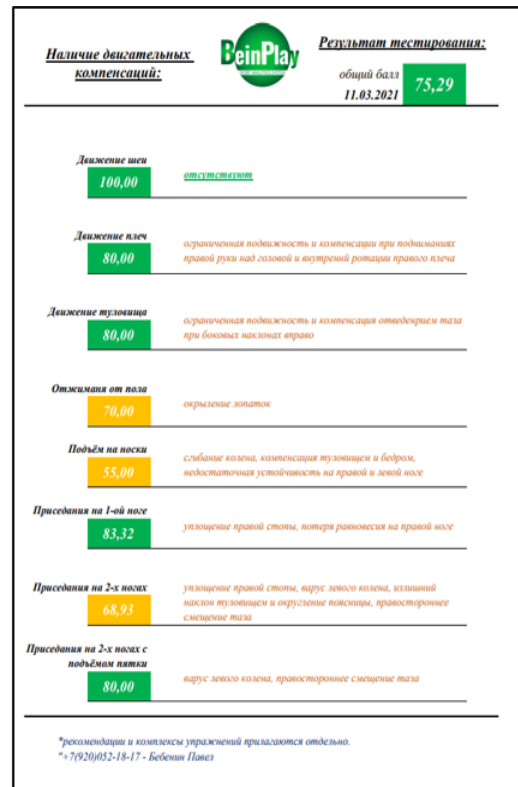 Наличие двигательных
компенсаций:
BeinPlay
Результат тестирования:
общий балл
11.03.2021
75,29
Движение шеи
100,00
отсутствуют
Движение плеч
80,00
ограниченная подвижность и компенсации при подниманиях
правой руки над головой и внутреннй ротации правого плеча
Движение туловища
80,00
ограниченная подвижность и компенсация отведенрием таза
при боковых наклонах вправо
Отжиманя от пола
70,00
окрыление лопаток
Подъём на носки
55,00
сгибание колена, компенсация туловищем и бедром,
недостаточная устойчивость на правой и левой ноге
Приседания на 1-ой ноге
83,32
уплощение правой стопы, потеря равновесия на правой ноге
Приседания на 2-х ногах
68,93
уплощение правой стопы, варус левого колена, излишний
наклон туловищем и округление поясницы, правостороннее
смещение таза
Приседания на 2-х ногах с
подъёмом пятки
80,00
варус левого колена, правостороннее смещение таза
*рекомендации и комплексы упражнений прилагаются отдельно.
"+7(920)052-18-17 - Бебенин Павел